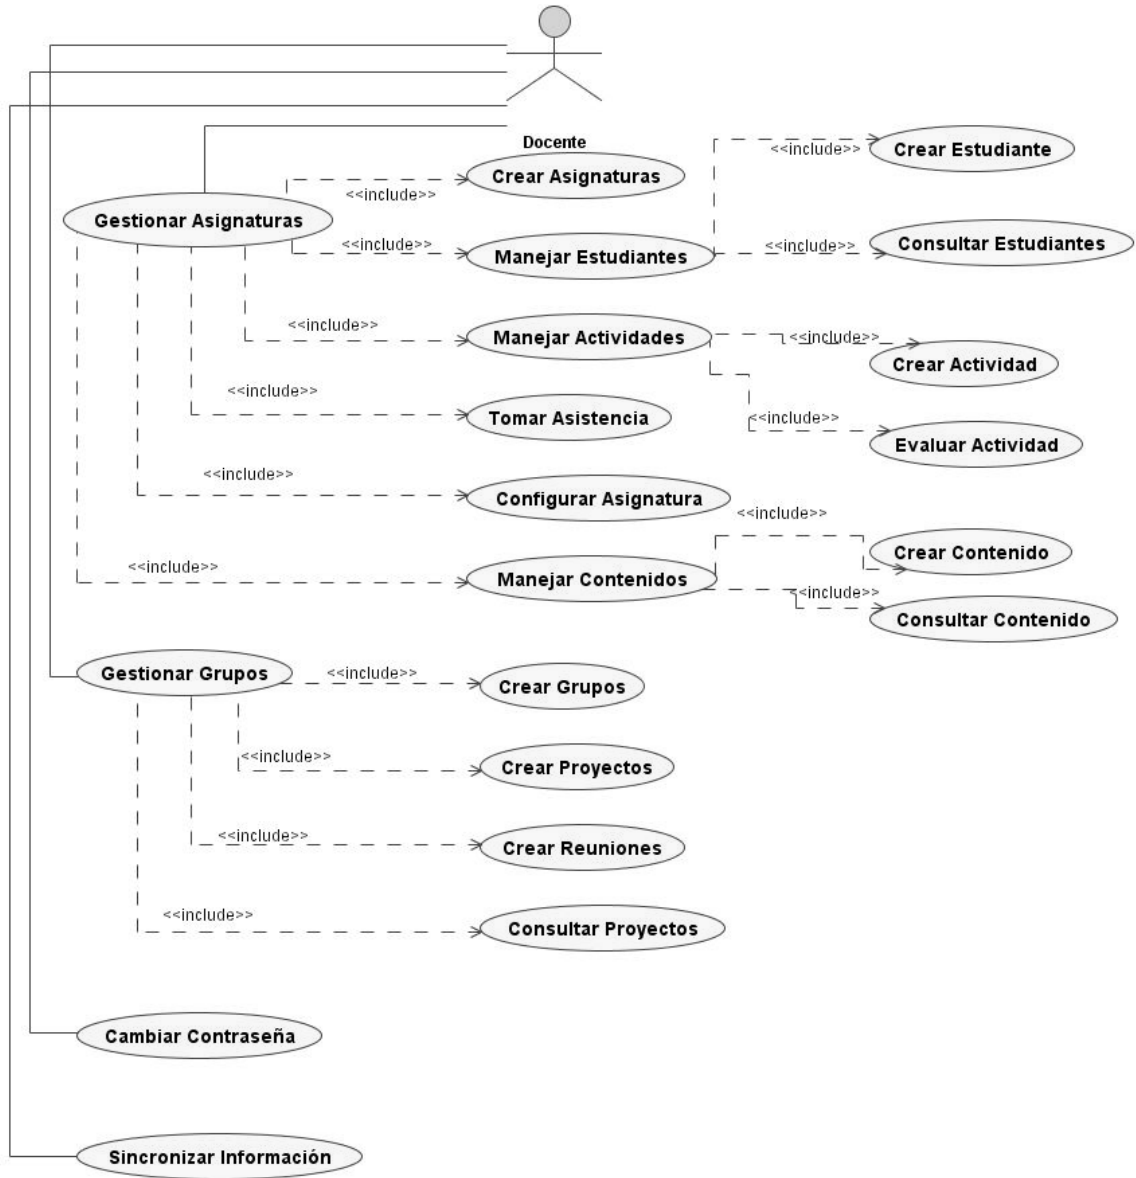 Docente
<<include>>
Crear Estudiante
Crear Asignaturas
<<include>>
Gestionar Asignaturas
<<include>>
Manejar Estudiantes
<<include>>
Consultar Estudiantes
<<include>>
Manejar Actividades
<<include>>
Crear Actividad
<<include>>
Tomar Asistencia
<<include>>
Evaluar Actividad
<<include>>
Configurar Asignatura
<<include>>
Crear Contenido
<<include>>
Manejar Contenidos
<<include>>
Consultar Contenido
Gestionar Grupos
<<include>>
Crear Grupos
<<include>>
Crear Proyectos
<<include>>
Crear Reuniones
<<include>>
Consultar Proyectos
Cambiar Contraseña
Sincronizar Información